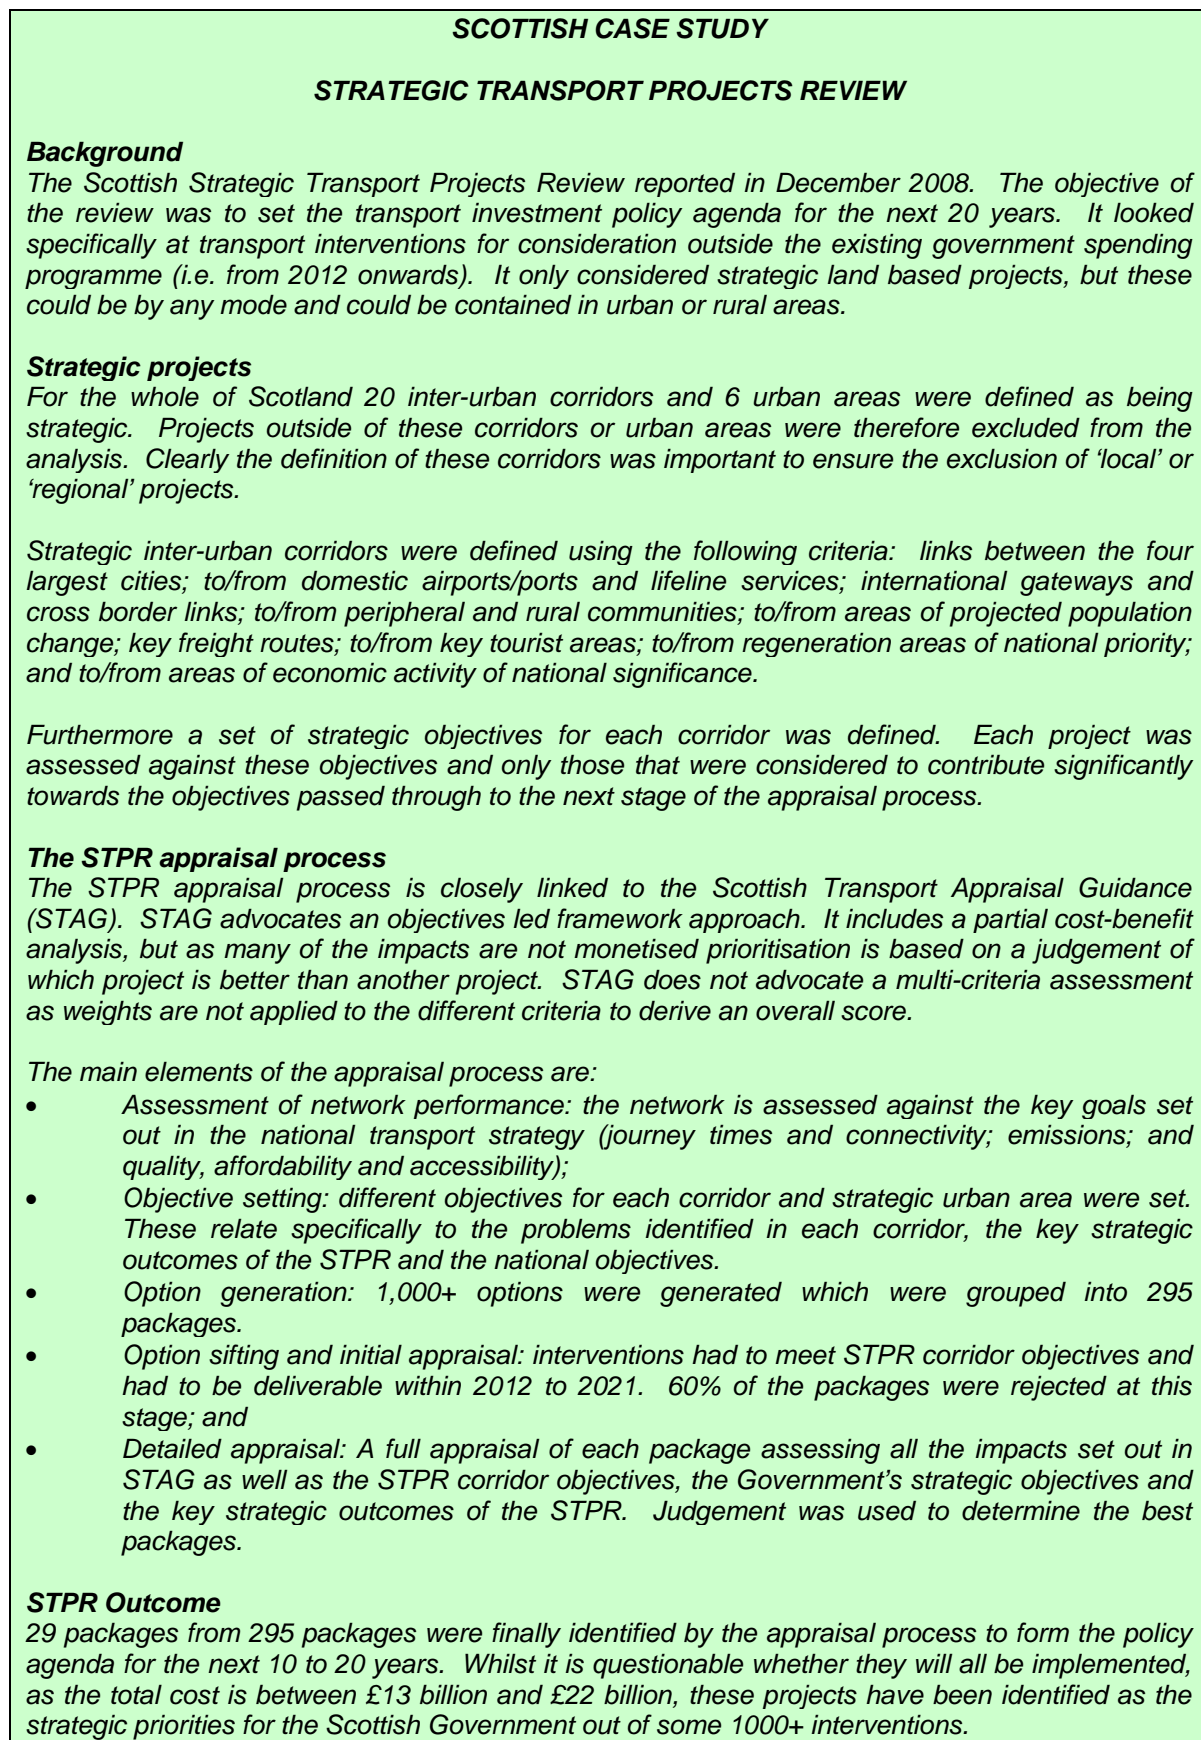 SCOTTISH CASE STUDY
STRATEGIC TRANSPORT PROJECTS REVIEW
Background
The Scottish Strategic Transport Projects Review reported in December 2008. The objective of
the review was to set the transport investment policy agenda for the next 20 years. It looked
specifically at transport interventions for consideration outside the existing government spending
programme (i.e. from 2012 onwards). It only considered strategic land based projects, but these
could be by any mode and could be contained in urban or rural areas.
Strategic projects
For the whole of Scotland 20 inter-urban corridors and 6 urban areas were defined as being
strategic. Projects outside of these corridors or urban areas were therefore excluded from the
analysis. Clearly the definition of these corridors was important to ensure the exclusion of ‘local’ or
‘regional’ projects.
Strategic inter-urban corridors were defined using the following criteria: links between the four
largest cities; to/from domestic airports/ports and lifeline services; international gateways and
cross border links; to/from peripheral and rural communities; to/from areas of projected population
change; key freight routes; to/from key tourist areas; to/from regeneration areas of national priority;
and to/from areas of economic activity of national significance.
Furthermore a set of strategic objectives for each corridor was defined. Each project was
assessed against these objectives and only those that were considered to contribute significantly
towards the objectives passed through to the next stage of the appraisal process.
The STPR appraisal process
The STPR appraisal process is closely linked to the Scottish Transport Appraisal Guidance
(STAG). STAG advocates an objectives led framework approach. It includes a partial cost-benefit
analysis, but as many of the impacts are not monetised prioritisation is based on a judgement of
which project is better than another project. STAG does not advocate a multi-criteria assessment
as weights are not applied to the different criteria to derive an overall score.
The main elements of the appraisal process are:
• Assessment of network performance: the network is assessed against the key goals set
out in the national transport strategy (journey times and connectivity; emissions; and
quality, affordability and accessibility);
• Objective setting: different objectives for each corridor and strategic urban area were set.
These relate specifically to the problems identified in each corridor, the key strategic
outcomes of the STPR and the national objectives.
• Option generation: 1,000+ options were generated which were grouped into 295
packages.
• Option sifting and initial appraisal: interventions had to meet STPR corridor objectives and
had to be deliverable within 2012 to 2021. 60% of the packages were rejected at this
stage; and
• Detailed appraisal: A full appraisal of each package assessing all the impacts set out in
STAG as well as the STPR corridor objectives, the Government’s strategic objectives and
the key strategic outcomes of the STPR. Judgement was used to determine the best
packages.
STPR Outcome
29 packages from 295 packages were finally identified by the appraisal process to form the policy
agenda for the next 10 to 20 years. Whilst it is questionable whether they will all be implemented,
as the total cost is between £13 billion and £22 billion, these projects have been identified as the
strategic priorities for the Scottish Government out of some 1000+ interventions.